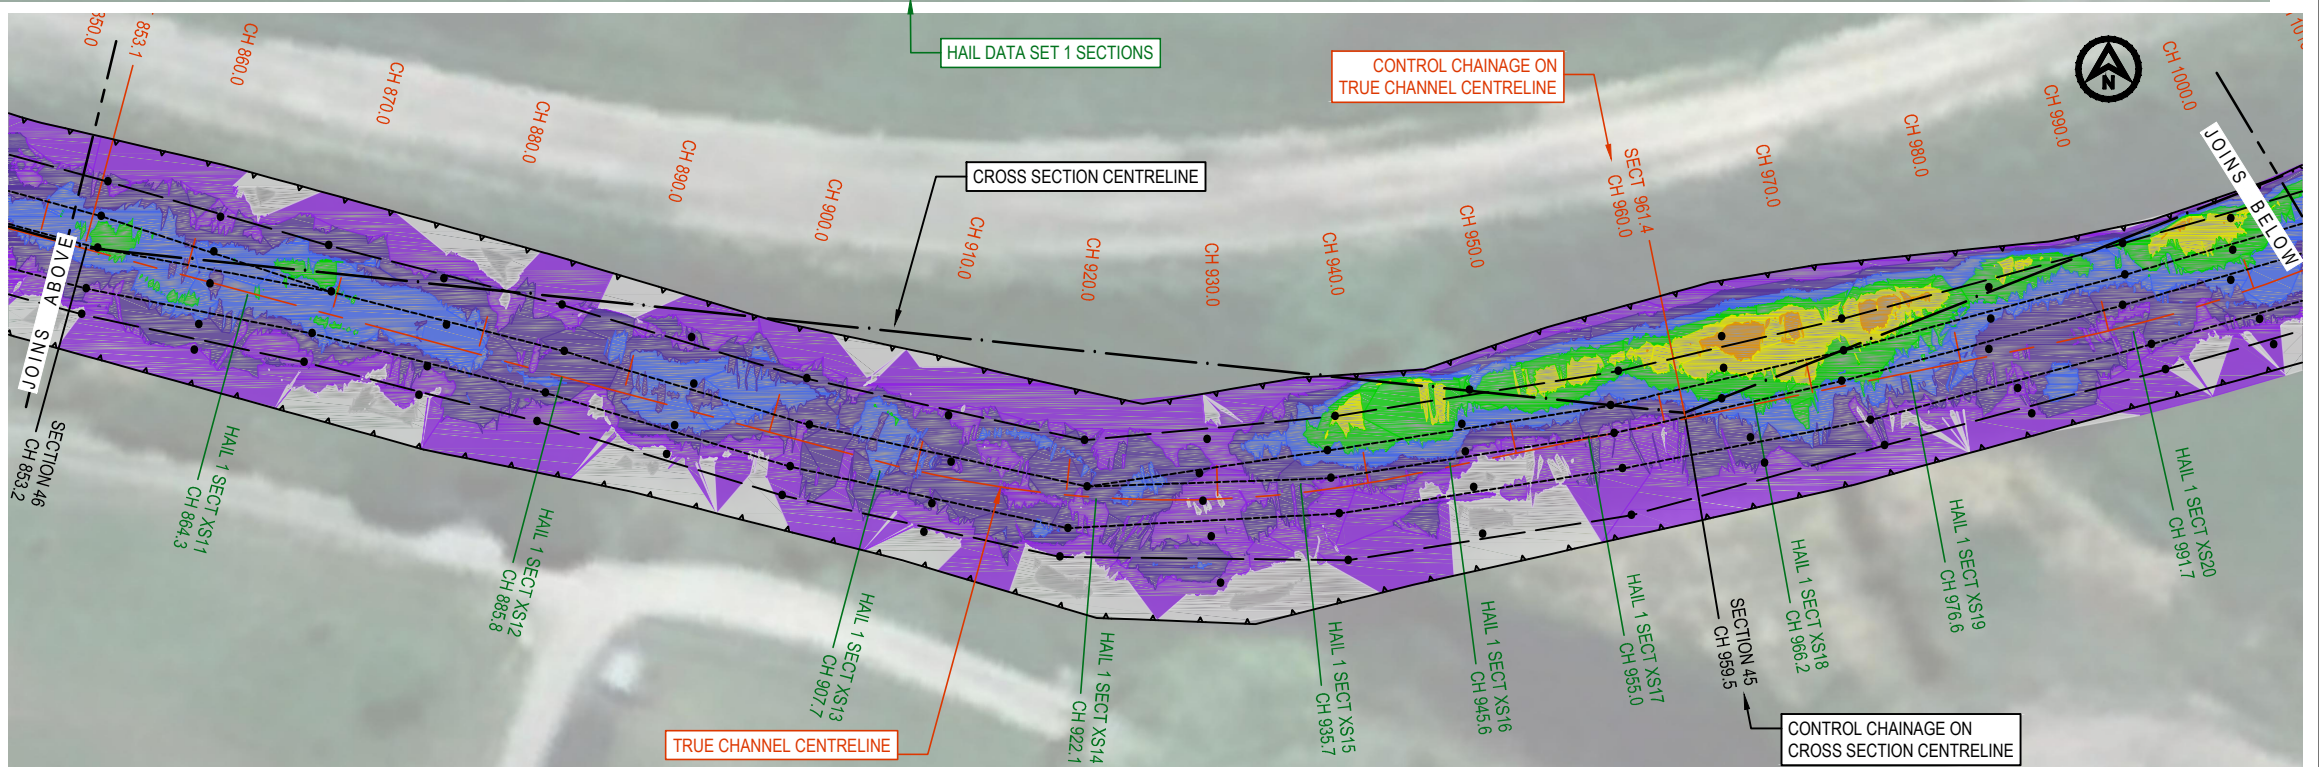 HAIL DATA SET 1 SECTIONS
CONTROL CHAINAGE ON
TRUE CHANNEL CENTRELINE
CROSS SECTION CENTRELINE
N
853.1
CH 860.0
CH 870.0
CH 880.0
CH 890.0
CH 900.0
CH 910.0
CH 920.0
CH 930.0
CH 940.0
CH 950.0
SECT 961.4
CH 960.0
CH 970.0
CH 980.0
CH 990.0
CH 1000.0
JOINS ABOVE
JOINS BELOW
SECTION 46
CH 853.2
HAIL 1 SECT XS11
CH 864.3
HAIL 1 SECT XS12
CH 885.8
HAIL 1 SECT XS13
CH 907.7
HAIL 1 SECT XS14
CH 922.1
HAIL 1 SECT XS15
CH 935.7
HAIL 1 SECT XS16
CH 945.6
HAIL 1 SECT XS17
CH 955.0
SECTION 45
CH 959.5
HAIL 1 SECT XS18
CH 966.2
HAIL 1 SECT XS19
CH 976.6
HAIL 1 SECT XS20
CH 991.7
TRUE CHANNEL CENTRELINE
CONTROL CHAINAGE ON
CROSS SECTION CENTRELINE